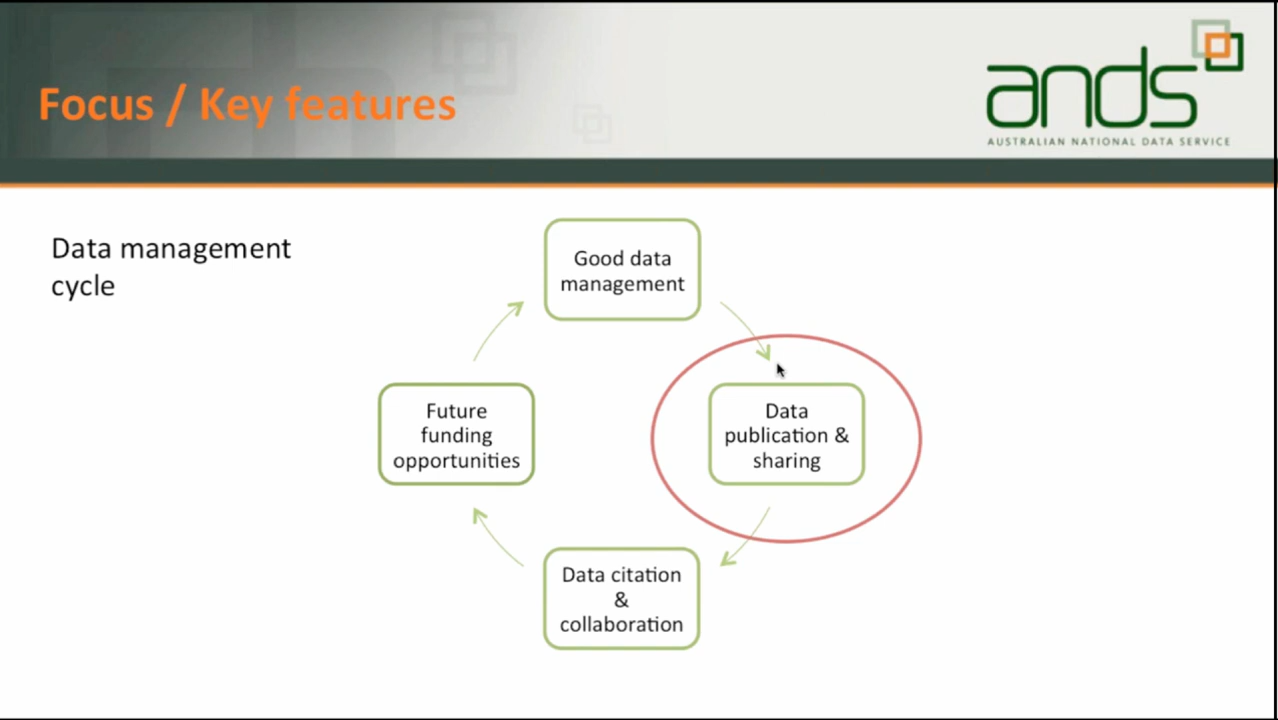 Focus / Key features
ands
AUSTRALIAN NATIONAL DATA SERVICE
Data management
cycle
Good data
management
Data
publication &
sharing
Data citation
&
collaboration
Future
funding
opportunities